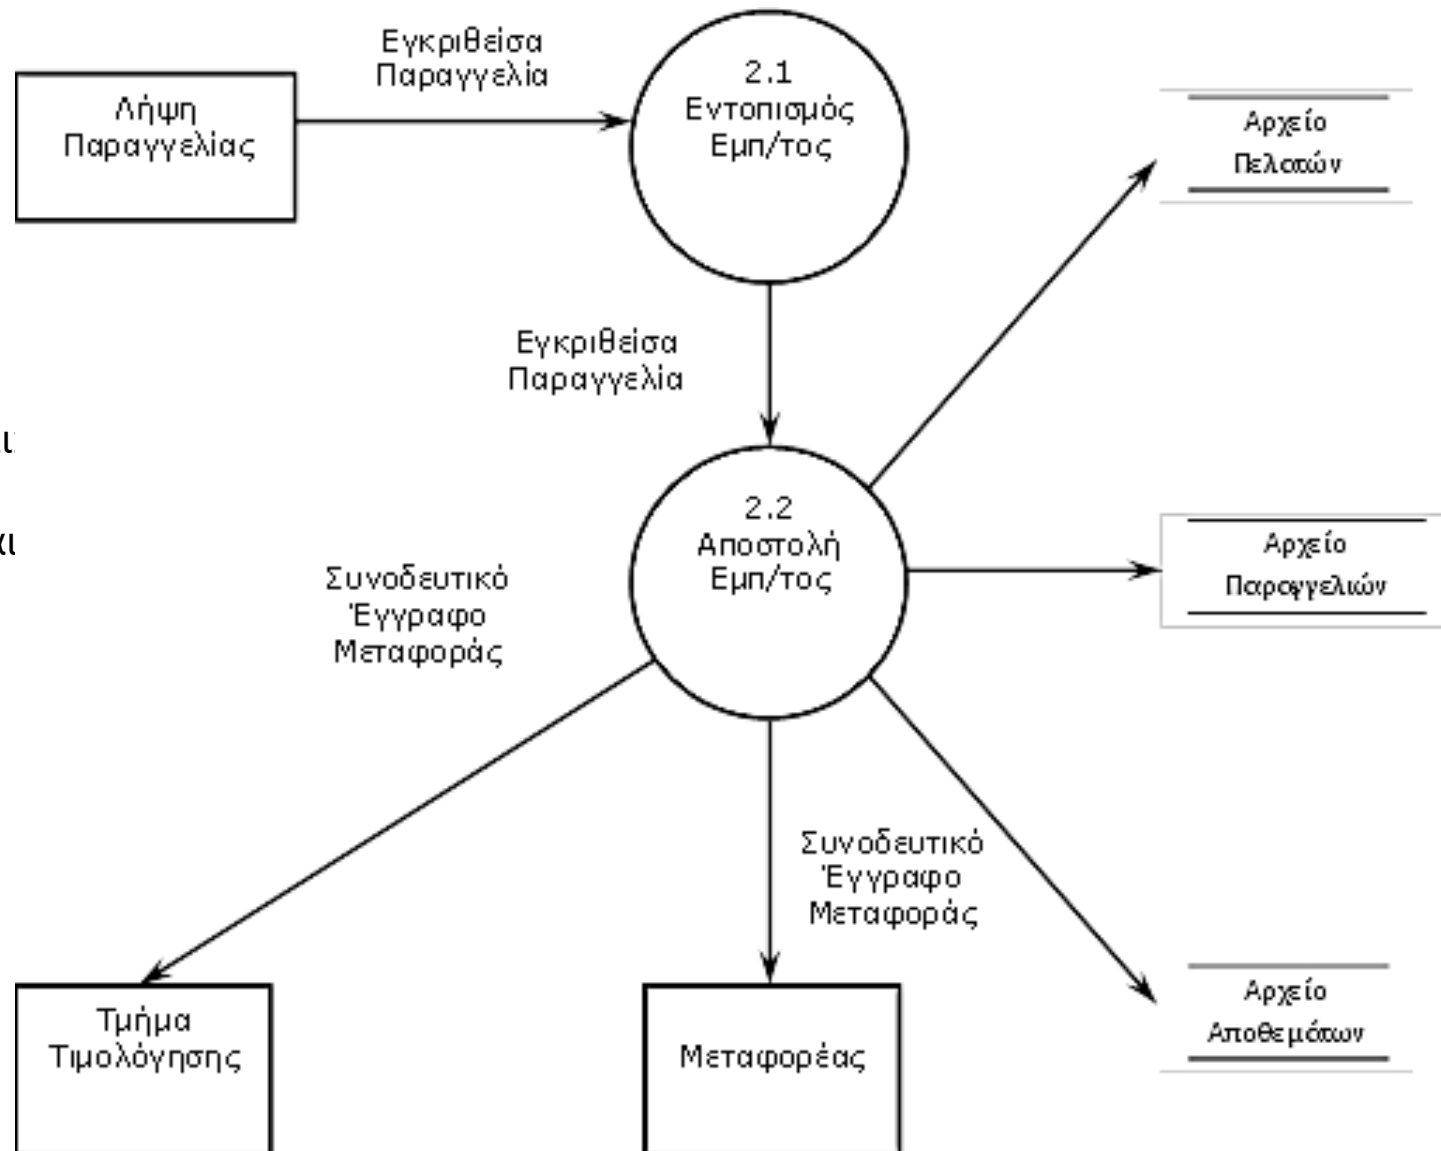 Εγκριθείσα
Παραγγελία
Λήψη
Παραγγελίας
2.1
Εντοπισμός
Εμπ/τος
Αρχείο
Πελατών
Εγκριθείσα
Παραγγελία
2.2
Αποστολή
Εμπ/τος
Αρχείο
Παραγγελιών
Συνοδευτικό
Έγγραφο
Μεταφοράς
Συνοδευτικό
Έγγραφο
Μεταφοράς
Τμήμα
Τιμολόγησης
Μεταφορέας
Αρχείο
Αποθεμάτων